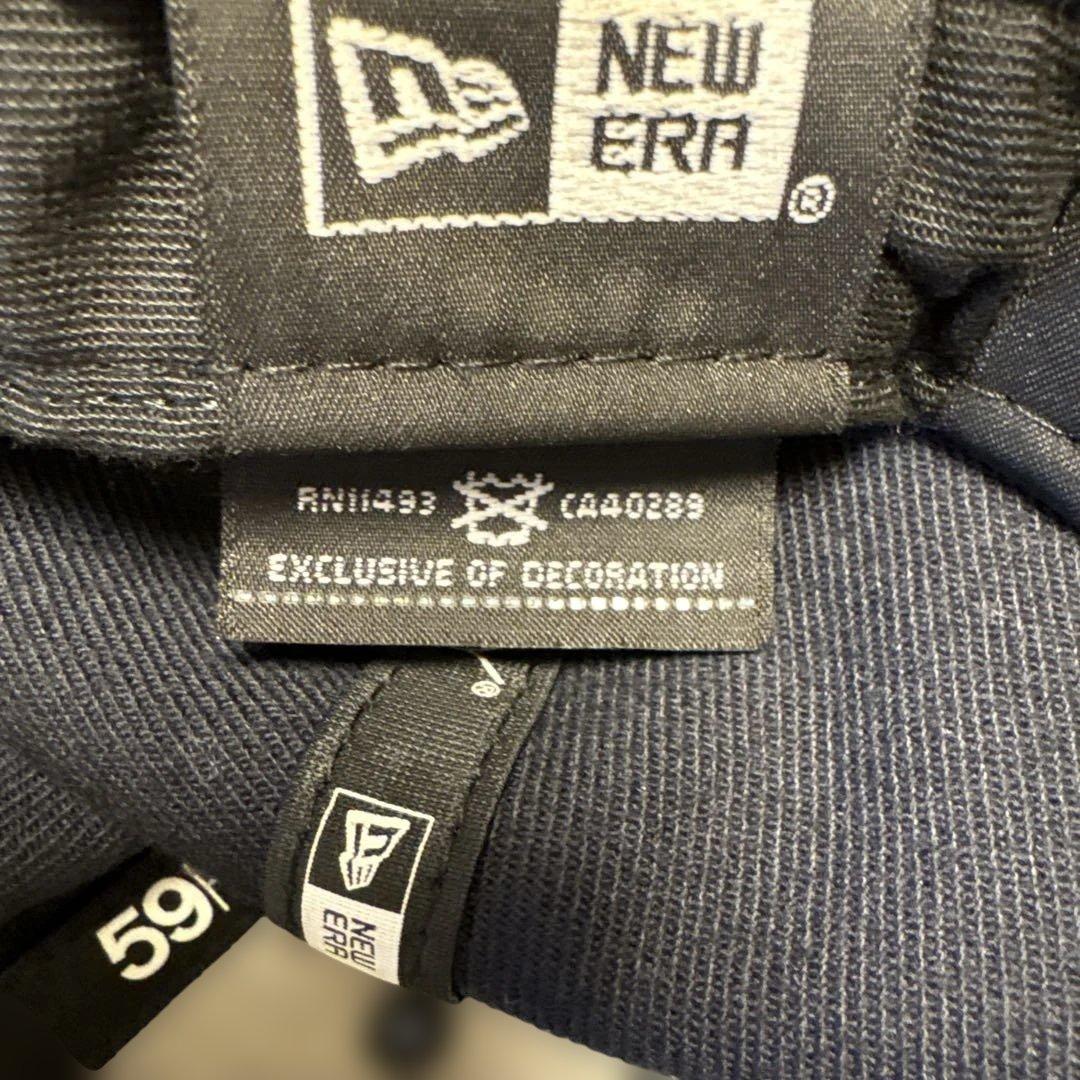 NEW
ERA
®
RN11493 CA40289
EXCLUSIVE OF DECORATION
®
NEW
ERA
59/